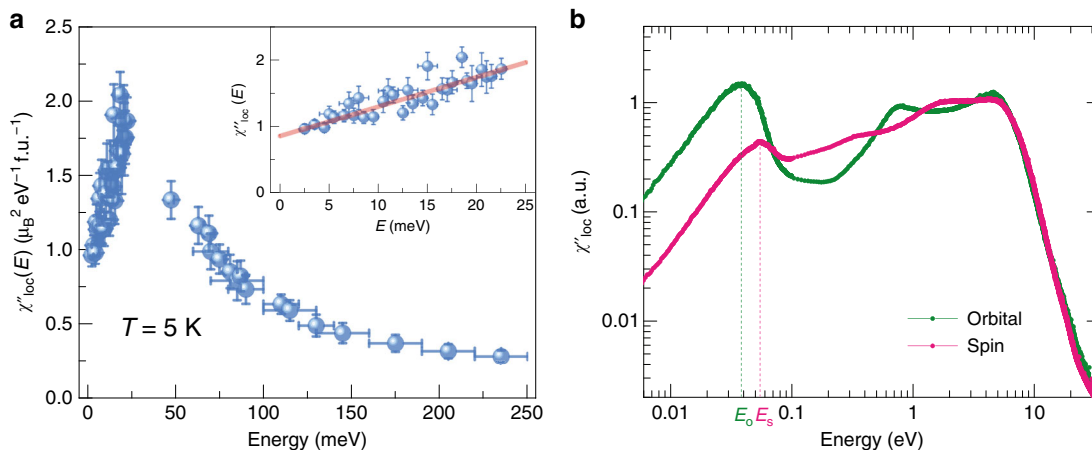 a
χ″loc(E) (μB² eV⁻¹ f.u.⁻¹)
2.5
2.0
1.5
1.0
0.5
0.0
0
50
100
150
200
250
Energy (meV)
T = 5 K
χ″loc (E)
2
1
0
0
5
10
15
20
25
E (meV)
b
χ″loc (a.u.)
1
0.1
0.01
0.01
0.1
1
10
Eo
Es
Energy (eV)
Orbital
Spin